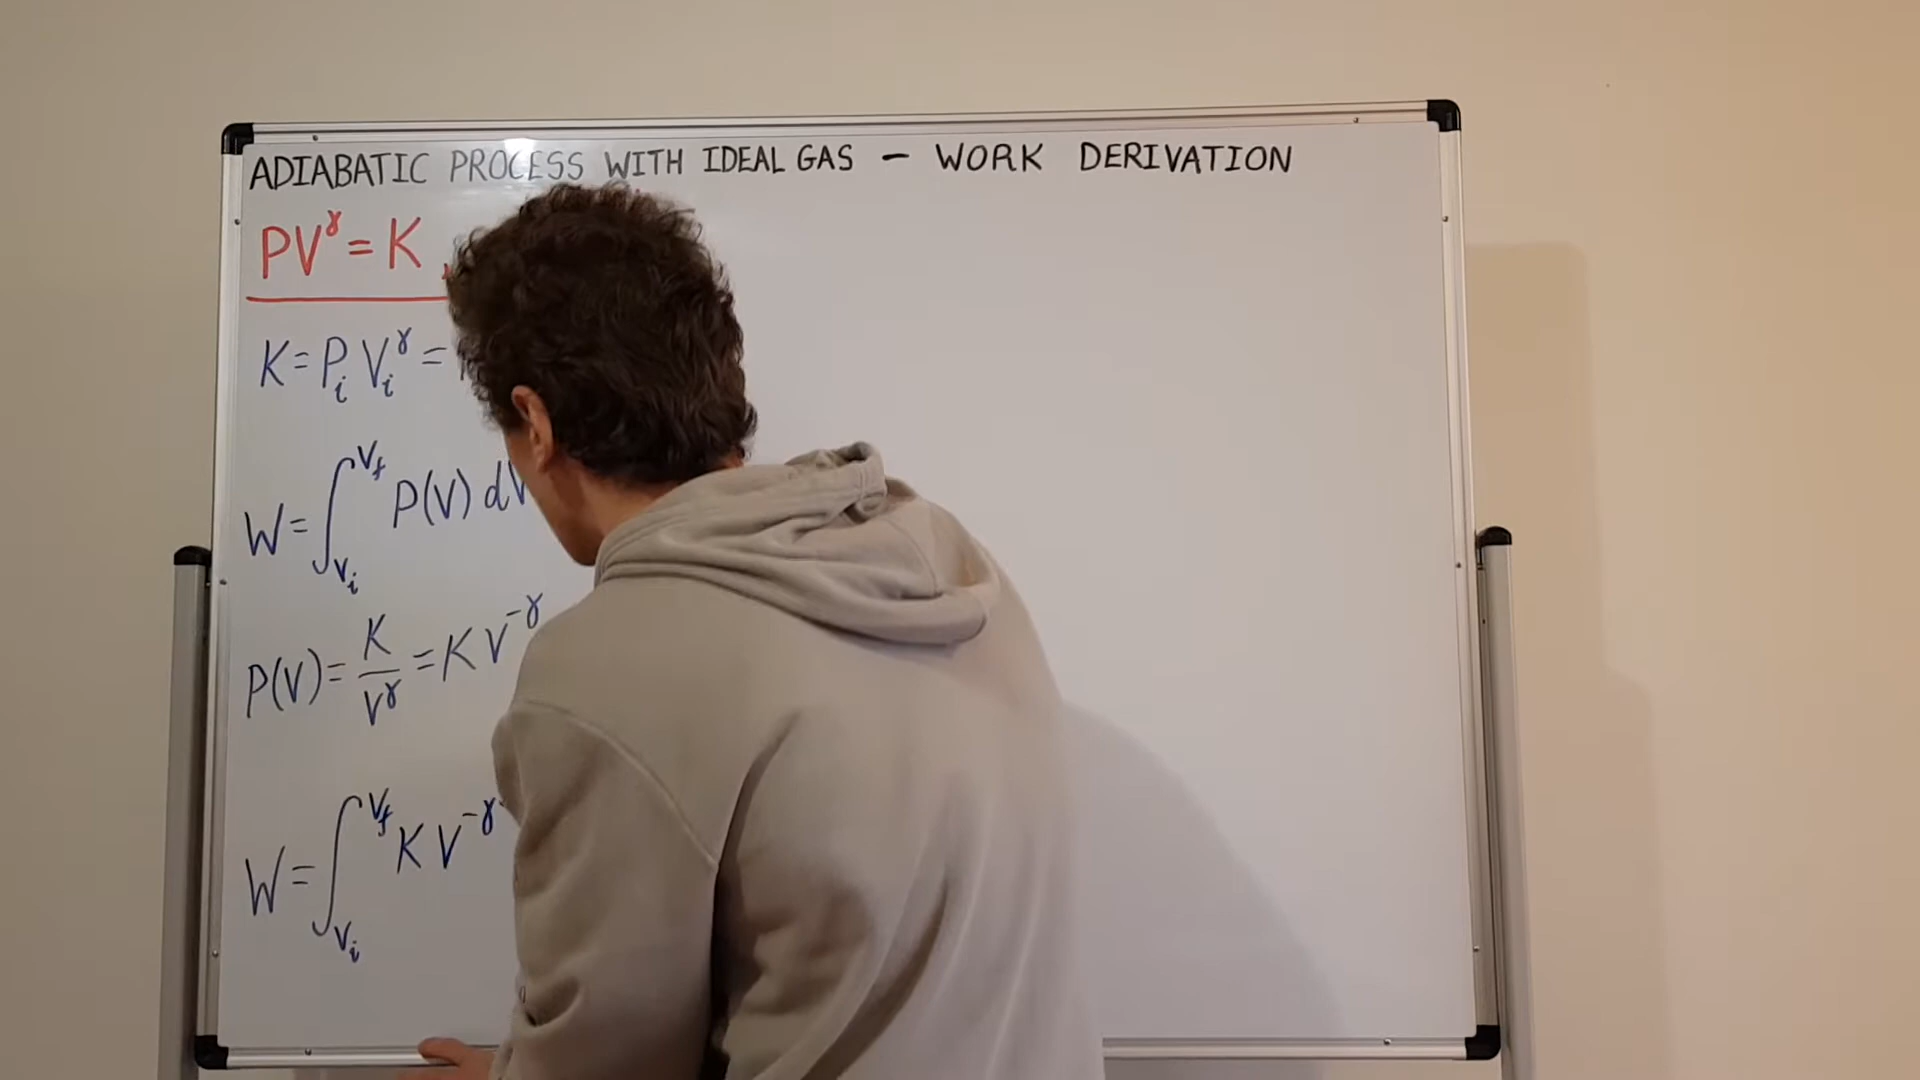 ADIABATIC PROCESS WITH IDEAL GAS — WORK DERIVATION
PV^γ = K
K = P_i V_i^γ =
W = ∫_{V_i}^{V_f} P(V) dV
P(V) = K / V^γ = K V^{-γ}
W = ∫_{V_i}^{V_f} K V^{-γ}